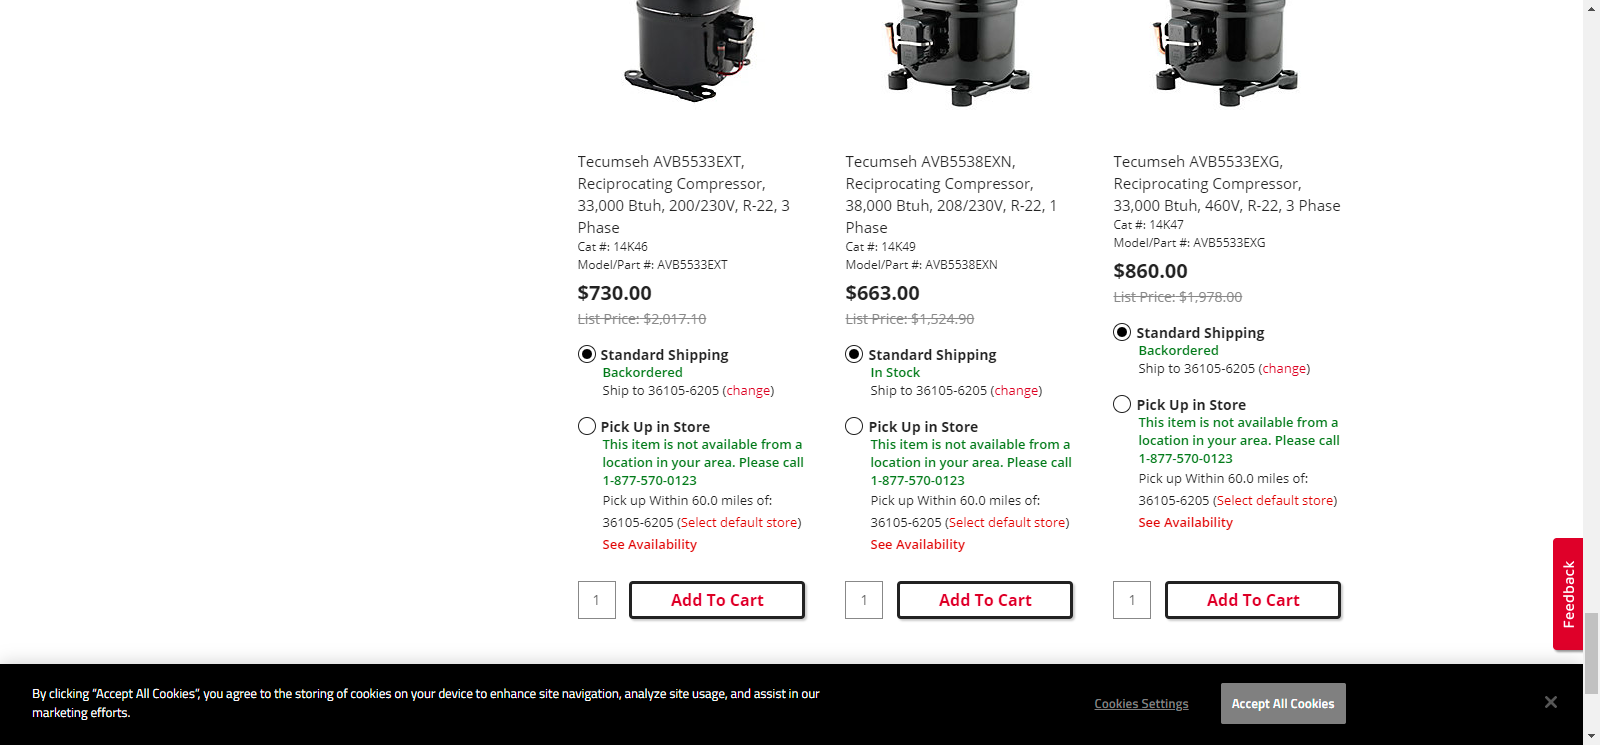 Tecumseh AVB5533EXT,
Reciprocating Compressor,
33,000 Btuh, 200/230V, R-22, 3
Phase
Cat #: 14K46
Model/Part #: AVB5533EXT
$730.00
List Price: $2,017.10
Standard Shipping
Backordered
Ship to 36105-6205 (change)
Pick Up in Store
This item is not available from a
location in your area. Please call
1-877-570-0123
Pick up Within 60.0 miles of:
36105-6205 (Select default store)
See Availability
1
Add To Cart
Tecumseh AVB5538EXN,
Reciprocating Compressor,
38,000 Btuh, 208/230V, R-22, 1
Phase
Cat #: 14K49
Model/Part #: AVB5538EXN
$663.00
List Price: $1,524.90
Standard Shipping
In Stock
Ship to 36105-6205 (change)
Pick Up in Store
This item is not available from a
location in your area. Please call
1-877-570-0123
Pick up Within 60.0 miles of:
36105-6205 (Select default store)
See Availability
1
Add To Cart
Tecumseh AVB5533EXG,
Reciprocating Compressor,
33,000 Btuh, 460V, R-22, 3 Phase
Cat #: 14K47
Model/Part #: AVB5533EXG
$860.00
List Price: $1,978.00
Standard Shipping
Backordered
Ship to 36105-6205 (change)
Pick Up in Store
This item is not available from a
location in your area. Please call
1-877-570-0123
Pick up Within 60.0 miles of:
36105-6205 (Select default store)
See Availability
1
Add To Cart
Feedback
By clicking “Accept All Cookies”, you agree to the storing of cookies on your device to enhance site navigation, analyze site usage, and assist in our
marketing efforts.
Cookies Settings
Accept All Cookies